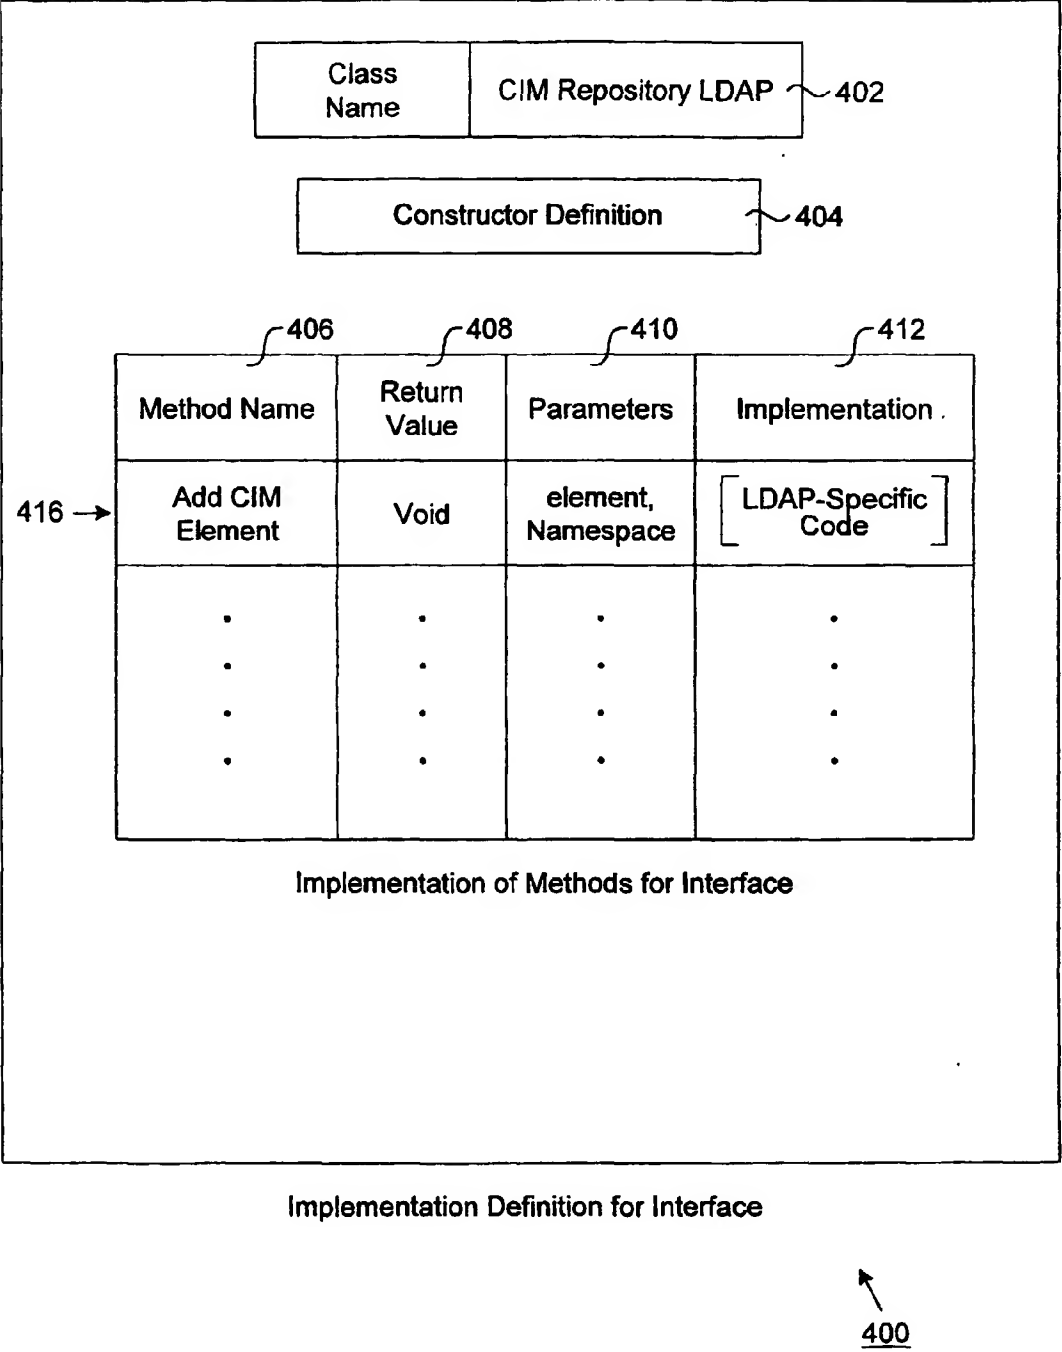 Class
Name
CIM Repository LDAP
402
Constructor Definition
404
406
408
410
412
Method Name
Return
Value
Parameters
Implementation
416
Add CIM
Element
Void
element,
Namespace
LDAP-Specific
Code
Implementation of Methods for Interface
Implementation Definition for Interface
400